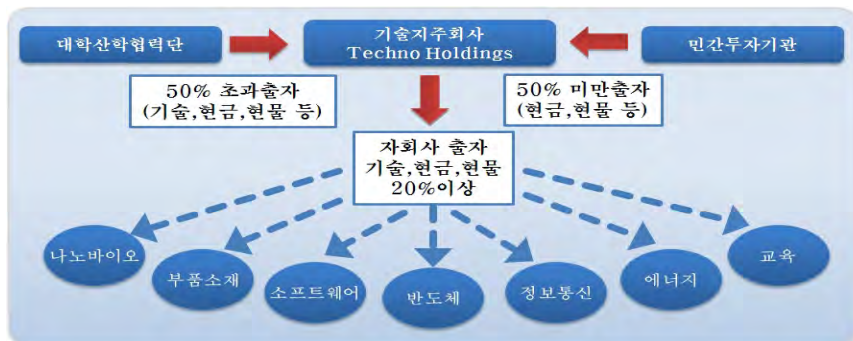 대학산학협력단
기술지주회사
Techno Holdings
민간투자기관
50% 초과출자
(기술,현금,현물 등)
50% 미만출자
(현금,현물 등)
자회사 출자
기술,현금,현물
20%이상
나노바이오
부품소재
소프트웨어
반도체
정보통신
에너지
교육